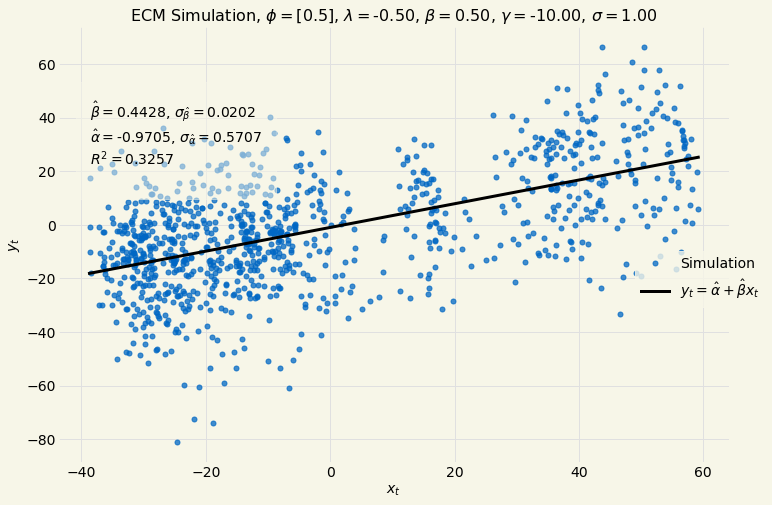 ECM Simulation, ϕ = [0.5], λ = -0.50, β = 0.50, γ = -10.00, σ = 1.00
60
40
20
0
−20
−40
−60
−80
y_t
β̂ = 0.4428, σ_β̂ = 0.0202
α̂ = -0.9705, σ_α̂ = 0.5707
R² = 0.3257
Simulation
y_t = α̂ + β̂x_t
−40 −20 0 20 40 60
x_t